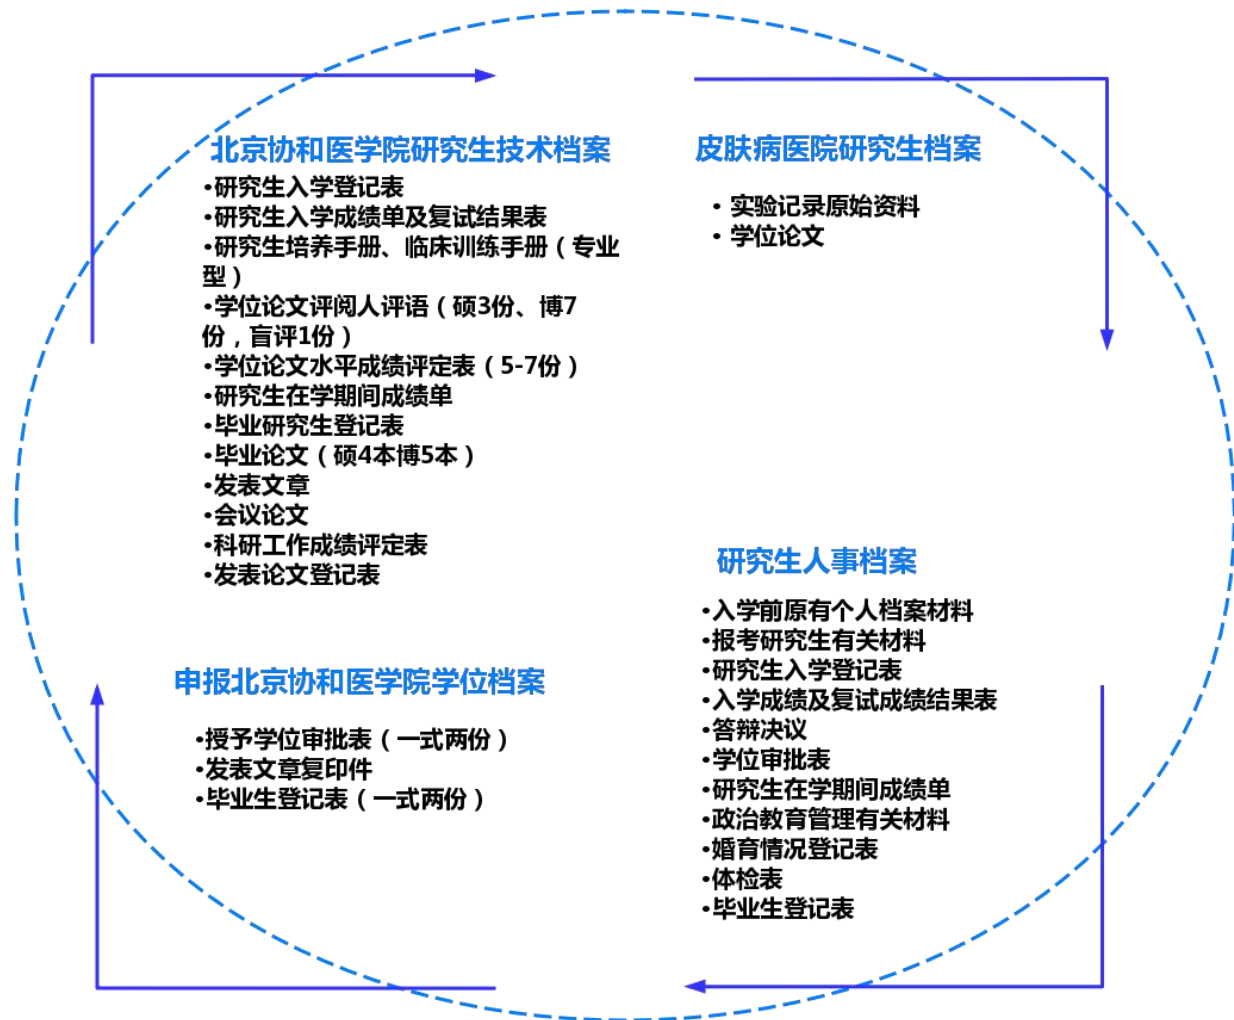 北京协和医学院研究生技术档案
•研究生入学登记表
•研究生入学成绩单及复试结果表
•研究生培养手册、临床训练手册（专业
型）
•学位论文评阅人评语（硕3份、博7
份，盲评1份）
•学位论文水平成绩评定表（5-7份）
•研究生在学期间成绩单
•毕业研究生登记表
•毕业论文（硕4本博5本）
•发表文章
•会议论文
•科研工作成绩评定表
•发表论文登记表
皮肤病医院研究生档案
• 实验记录原始资料
• 学位论文
申报北京协和医学院学位档案
•授予学位审批表（一式两份）
•发表文章复印件
•毕业生登记表（一式两份）
研究生人事档案
•入学前原有个人档案材料
•报考研究生有关材料
•研究生入学登记表
•入学成绩及复试成绩结果表
•答辩决议
•学位审批表
•研究生在学期间成绩单
•政治教育管理有关材料
•婚育情况登记表
•体检表
•毕业生登记表